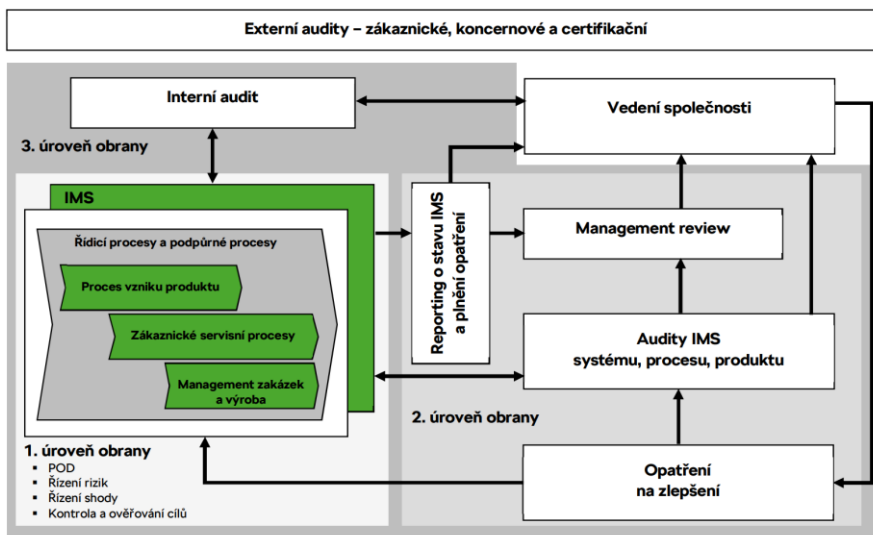 Externí audity – zákaznické, koncernové a certifikační
Interní audit
Vedení společnosti
3. úroveň obrany
IMS
Řídicí procesy a podpůrné procesy
Proces vzniku produktu
Zákaznické servisní procesy
Management zakázek
a výroba
Reporting o stavu IMS
a plnění opatření
Management review
Audity IMS
systému, procesu, produktu
2. úroveň obrany
Opatření
na zlepšení
1. úroveň obrany
▪ POD
▪ Řízení rizik
▪ Řízení shody
▪ Kontrola a ověřování cílů